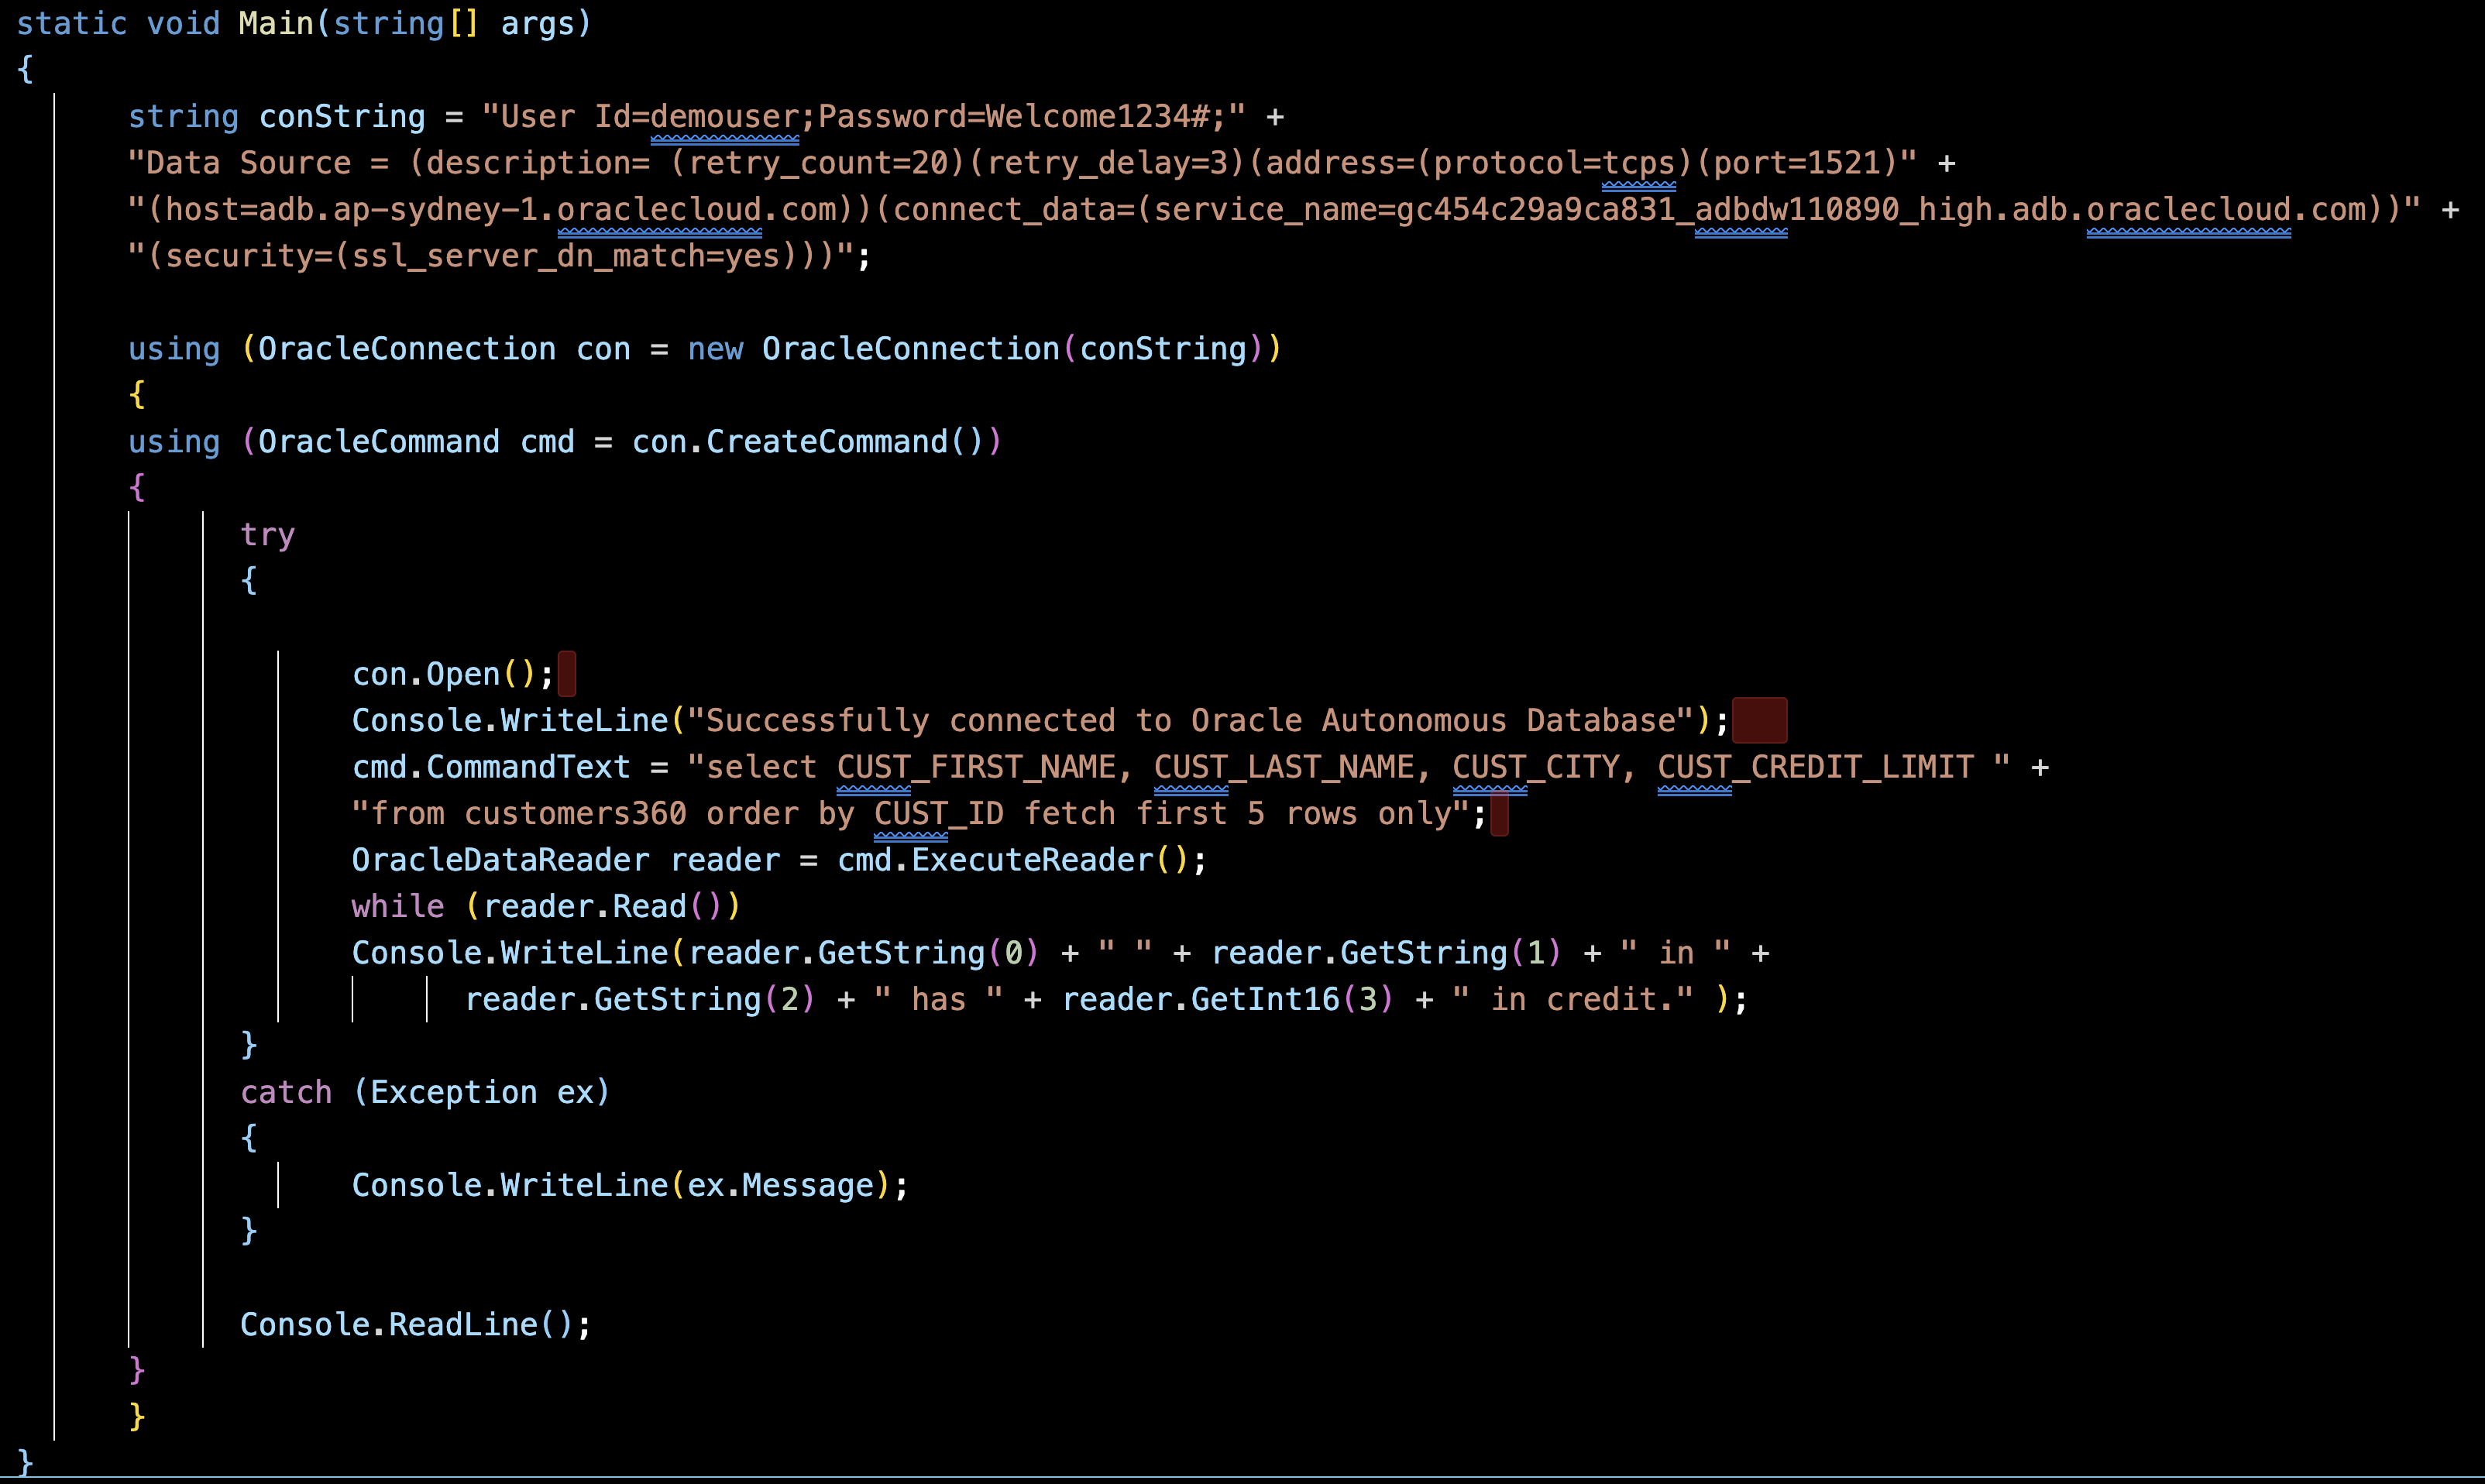 static void Main(string[] args)
{
string conString = "User Id=demouser;Password=Welcome1234#;" +
"Data Source = (description= (retry_count=20)(retry_delay=3)(address=(protocol=tcps)(port=1521)" +
"(host=adb.ap-sydney-1.oraclecloud.com))(connect_data=(service_name=gc454c29a9ca831_adbdw110890_high.adb.oraclecloud.com))" +
"(security=(ssl_server_dn_match=yes)))";
using (OracleConnection con = new OracleConnection(conString))
{
using (OracleCommand cmd = con.CreateCommand())
{
try
{
con.Open();
Console.WriteLine("Successfully connected to Oracle Autonomous Database");
cmd.CommandText = "select CUST_FIRST_NAME, CUST_LAST_NAME, CUST_CITY, CUST_CREDIT_LIMIT " +
"from customers360 order by CUST_ID fetch first 5 rows only";
OracleDataReader reader = cmd.ExecuteReader();
while (reader.Read())
Console.WriteLine(reader.GetString(0) + " " + reader.GetString(1) + " in " +
reader.GetString(2) + " has " + reader.GetInt16(3) + " in credit." );
}
catch (Exception ex)
{
Console.WriteLine(ex.Message);
}
Console.ReadLine();
}
}
}